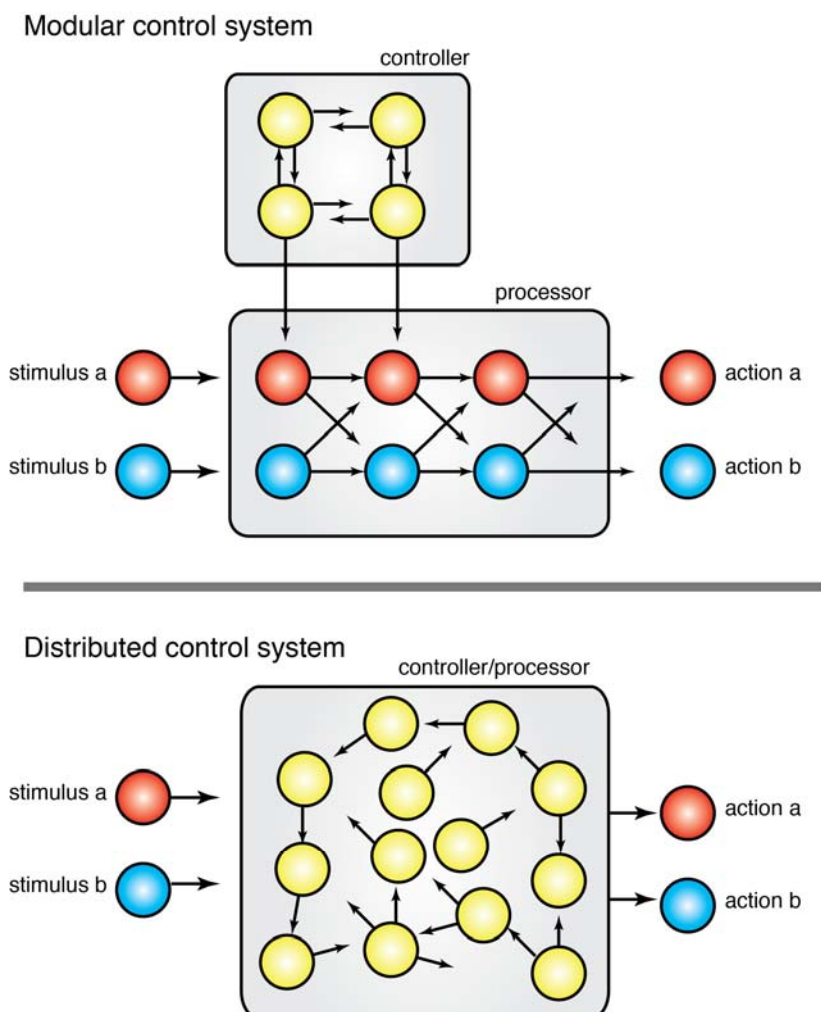 Modular control system
controller
processor
stimulus a
action a
stimulus b
action b
Distributed control system
controller/processor
stimulus a
action a
stimulus b
action b